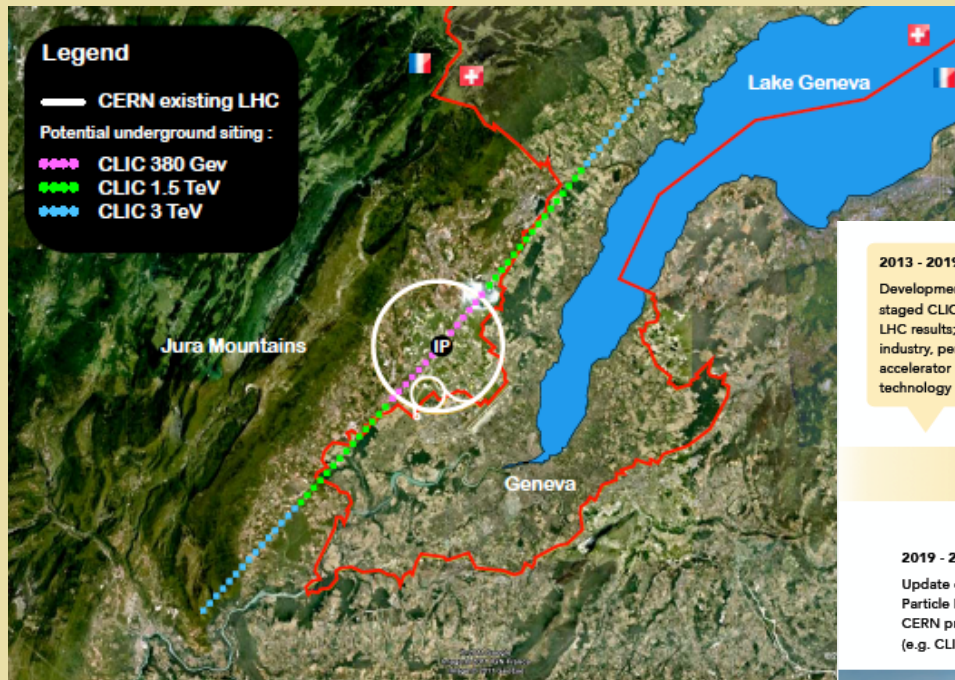 Legend
CERN existing LHC
Potential underground siting :
CLIC 380 Gev
CLIC 1.5 TeV
CLIC 3 TeV
Lake Geneva
Jura Mountains
IP
Geneva
2013 - 2019
Developmen
staged CLIC
LHC results;
industry, pe
accelerator
technology
2019 - 2
Update
Particle
CERN pr
(e.g. CLI